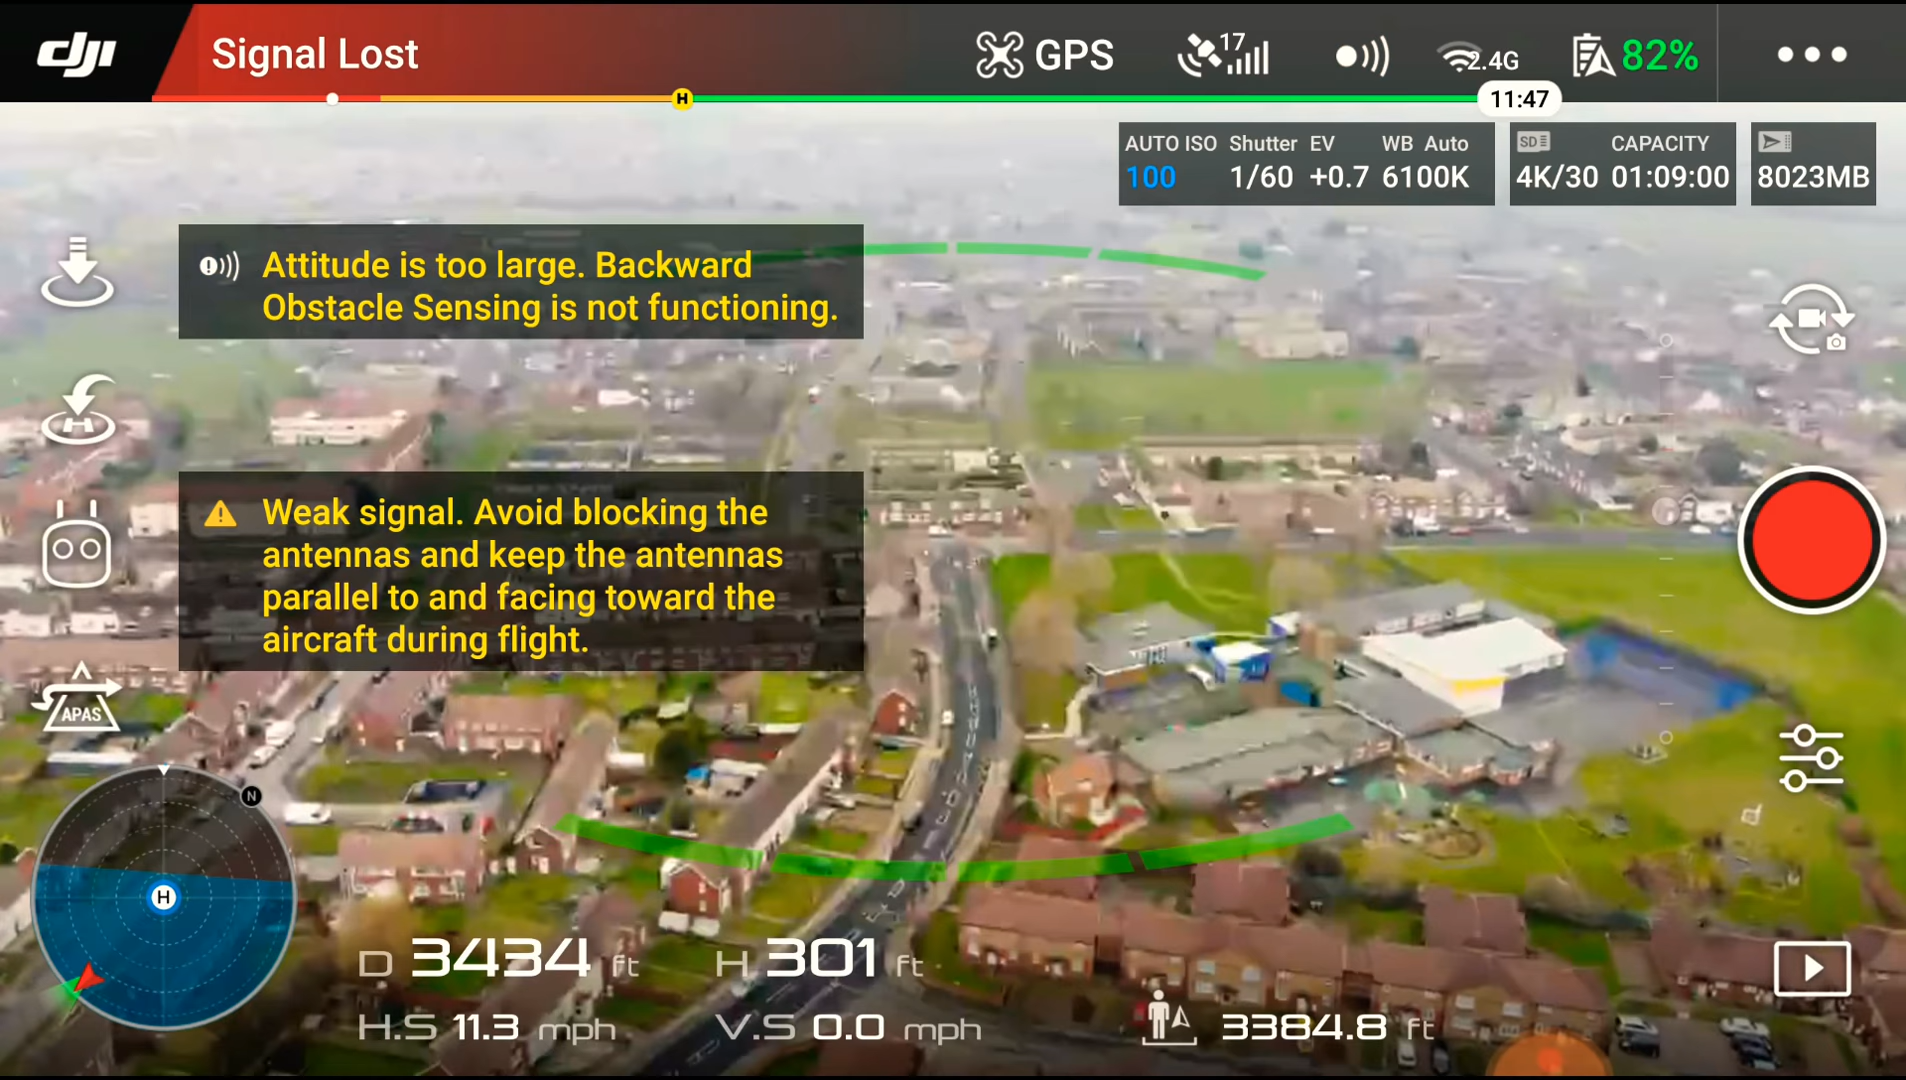 dji
Signal Lost
GPS
17
2.4G
82%
H
11:47
AUTO ISO Shutter EV WB Auto
100 1/60 +0.7 6100K
SD CAPACITY
4K/30 01:09:00
8023MB
Attitude is too large. Backward
Obstacle Sensing is not functioning.
H
Weak signal. Avoid blocking the
antennas and keep the antennas
parallel to and facing toward the
aircraft during flight.
APAS
N
H
D 3434 ft H 301 ft
H.S 11.3 mph V.S 0.0 mph 3384.8 ft